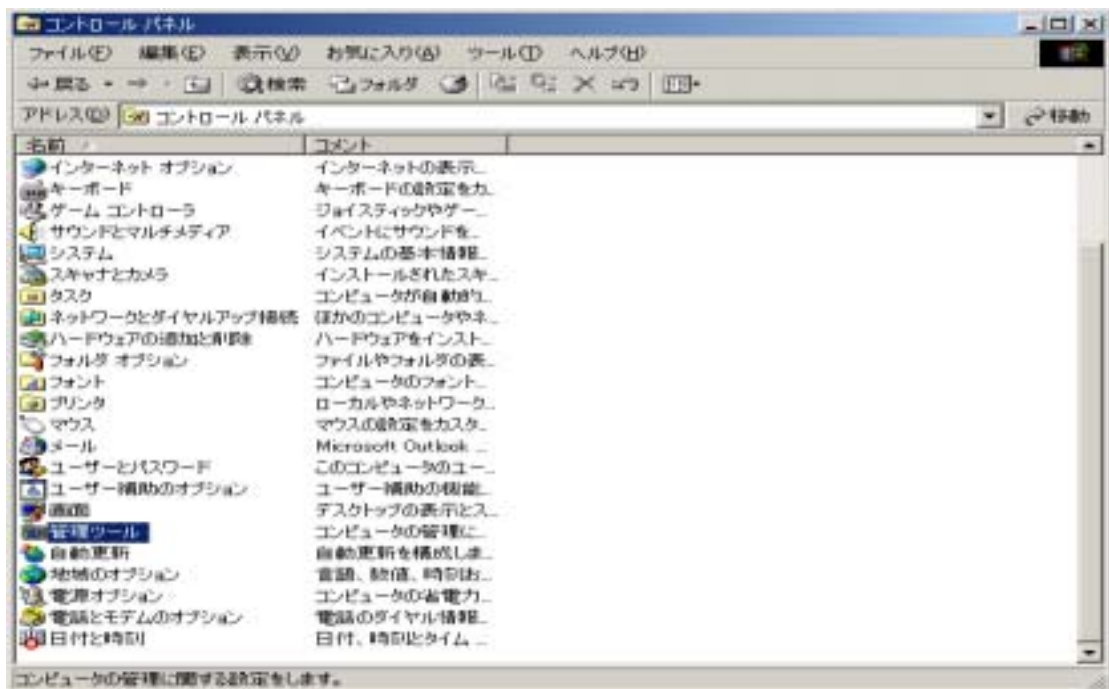 コントロール パネル
ファイル(F) 編集(E) 表示(V) お気に入り(A) ツール(T) ヘルプ(H)
戻る 検索 フォルダ
アドレス(D) コントロール パネル 移動
名前 コメント
インターネット オプション インターネットの表示...
キーボード キーボードの設定をカ...
ゲーム コントローラ ジョイスティックやゲー...
サウンドとマルチメディア イベントにサウンドを...
システム システムの基本情報...
スキャナとカメラ インストールされたスキ...
タスク コンピュータが自動的...
ネットワークとダイヤルアップ接続 ほかのコンピュータやネ...
ハードウェアの追加と削除 ハードウェアをインスト...
フォルダ オプション ファイルやフォルダの表...
フォント コンピュータのフォント...
プリンタ ローカルやネットワーク...
マウス マウスの設定をカスタ...
メール Microsoft Outlook ...
ユーザーとパスワード このコンピュータのユー...
ユーザー補助のオプション ユーザー補助の機能...
画面 デスクトップの表示とス...
管理ツール コンピュータの管理に...
自動更新 自動更新を構成しま...
地域のオプション 言語、数値、時刻お...
電源オプション コンピュータの省電力...
電話とモデムのオプション 電話のダイヤル情報...
日付と時刻 日付、時刻とタイム ...
コンピュータの管理に関する設定をします。